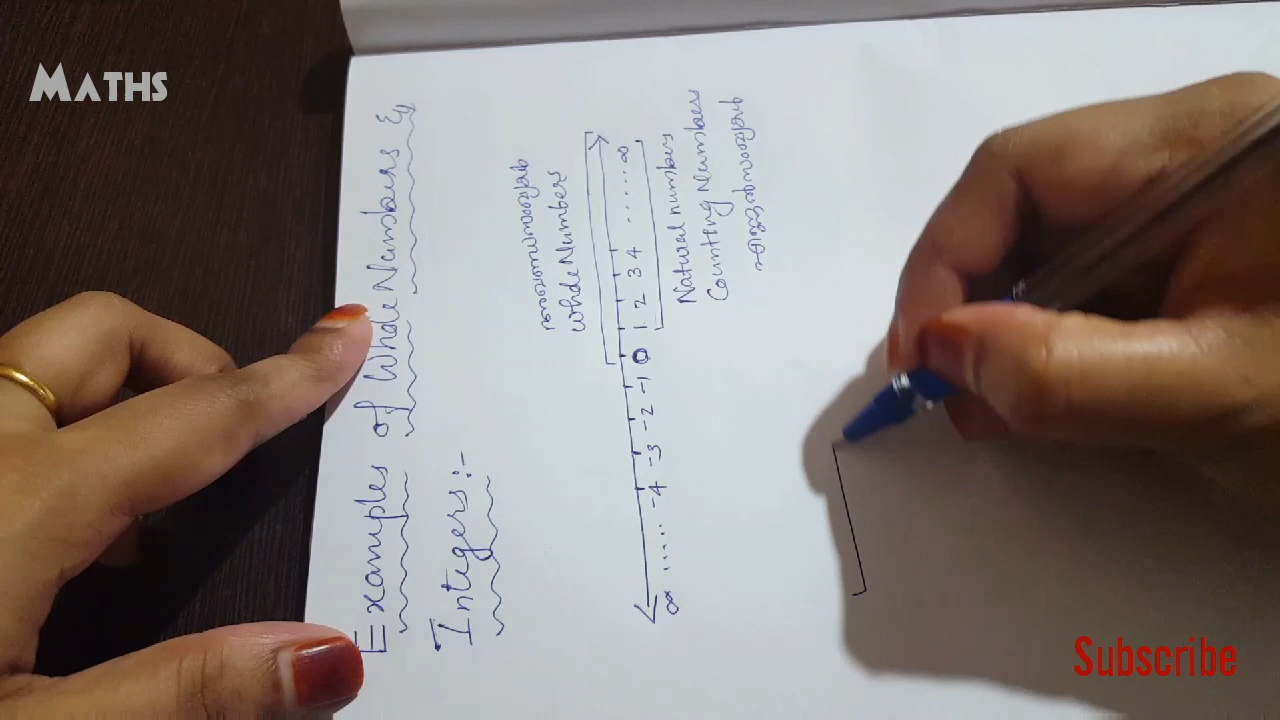 MATHS
Examples of Whole Numbers &
Integers:-
Whole Numbers
∞ ..... -4 -3 -2 -1 0 1 2 3 4 ...... ∞
Natural numbers
Counting Numbers
Subscribe